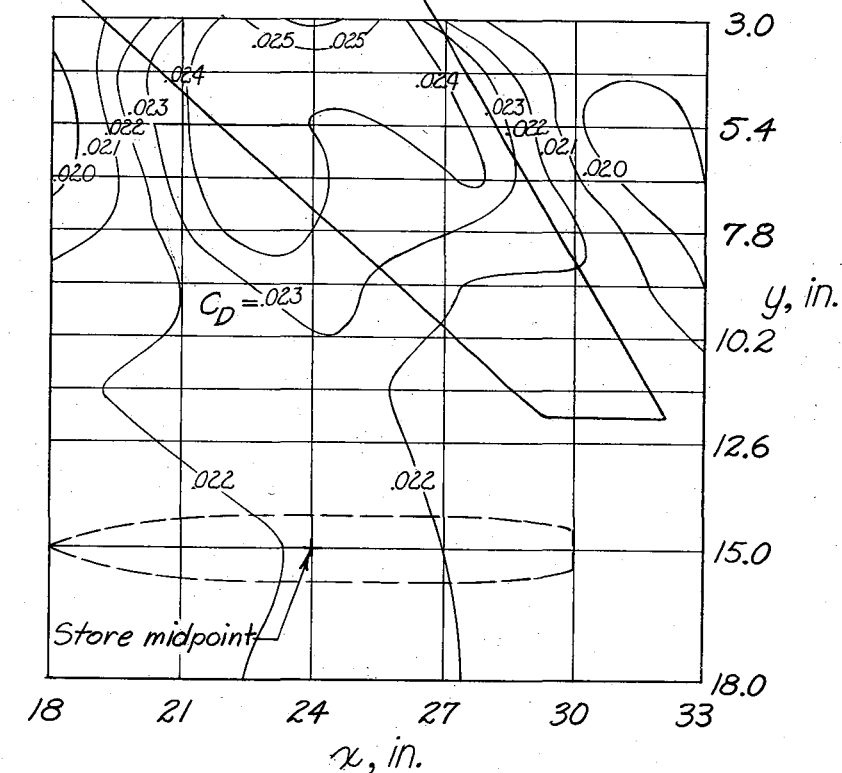 3.0
.025 .025
.024 .024
.023 .023
.022 .022
5.4
.021 .021
.020 .020
7.8
C_D = .023
y, in.
10.2
12.6
.022 .022
15.0
Store midpoint
18.0
18 21 24 27 30 33
x, in.